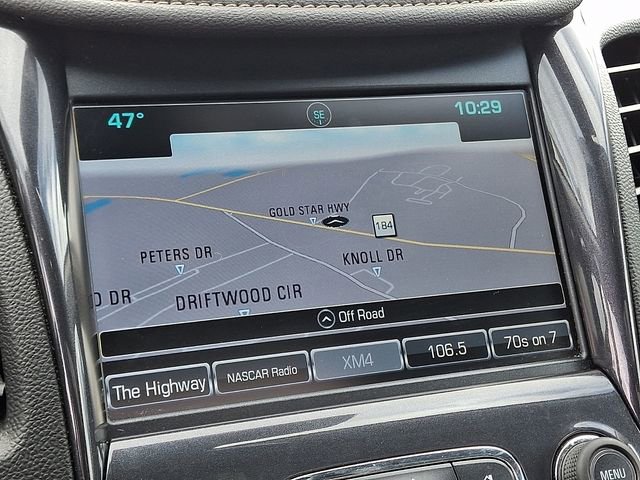 47°
SE
10:29
GOLD STAR HWY
184
PETERS DR
KNOLL DR
D DR
DRIFTWOOD CIR
Off Road
The Highway
NASCAR Radio
XM4
106.5
70s on 7
MENU